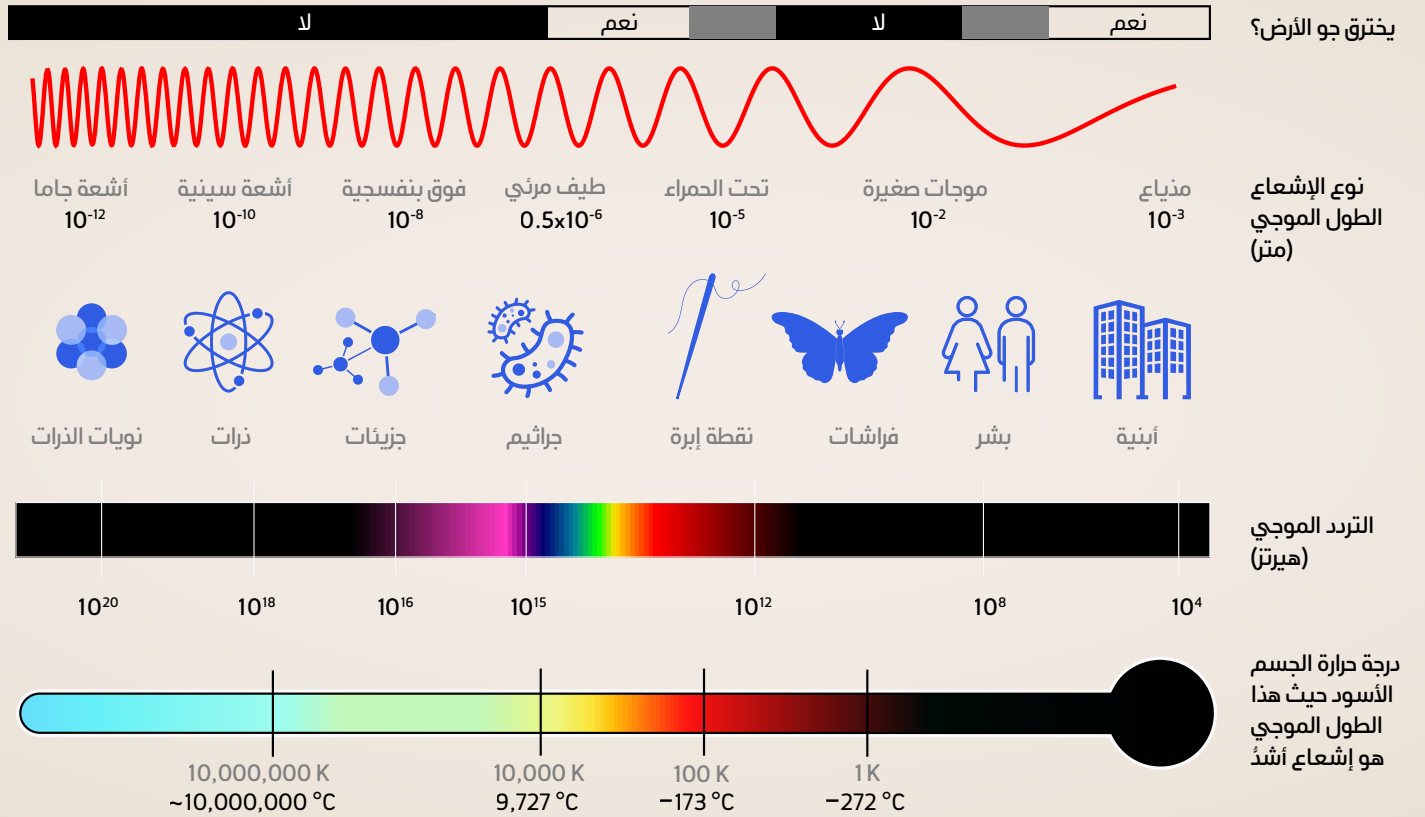 يخترق جو الأرض؟
نعم
لا
نعم
لا
نوع الإشعاع
الطول الموجي
(متر)
مذياع
موجات صغيرة
تحت الحمراء
طيف مرئي
فوق بنفسجية
أشعة سينية
أشعة جاما
10⁻³
10⁻²
10⁻⁵
0.5x10⁻⁶
10⁻⁸
10⁻¹⁰
10⁻¹²
أبنية
بشر
فراشات
نقطة إبرة
جراثيم
جزيئات
ذرات
نويات الذرات
التردد الموجي
(هيرتز)
10⁴
10⁸
10¹²
10¹⁵
10¹⁶
10¹⁸
10²⁰
درجة حرارة الجسم
الأسود حيث هذا
الطول الموجي
هو إشعاع أشدُّ
1 K
−272 °C
100 K
−173 °C
10,000 K
9,727 °C
10,000,000 K
~10,000,000 °C